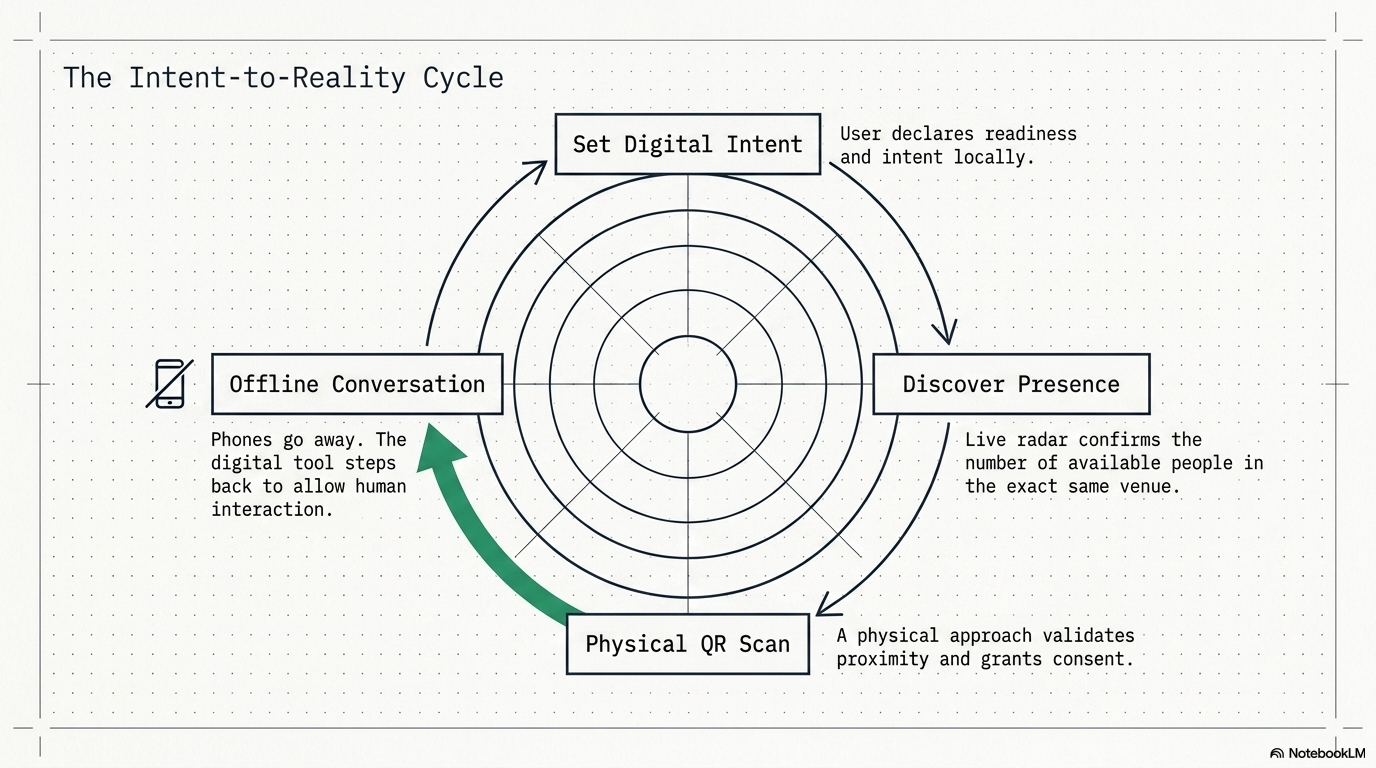 The Intent-to-Reality Cycle
Set Digital Intent
User declares readiness
and intent locally.
Offline Conversation
Discover Presence
Phones go away. The
digital tool steps
back to allow human
interaction.
Live radar confirms the
number of available people in
the exact same venue.
Physical QR Scan
A physical approach validates
proximity and grants consent.
NotebookLM